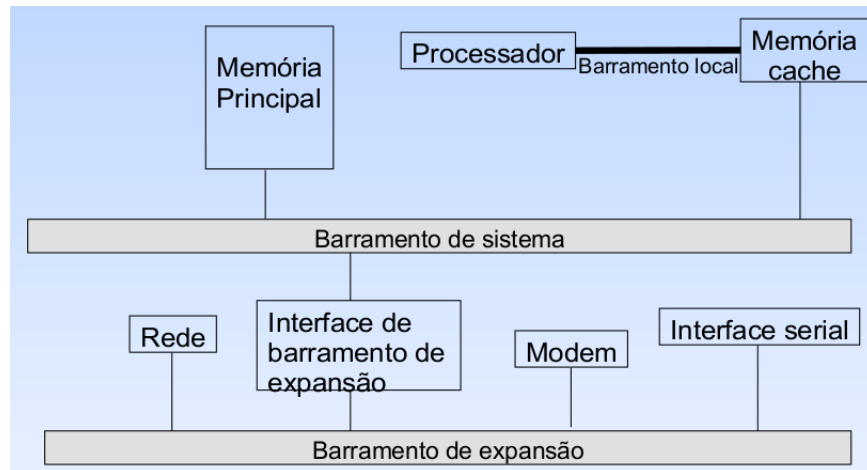 Memória
Principal
Processador
Barramento local
Memória
cache
Barramento de sistema
Rede
Interface de
barramento de
expansão
Modem
Interface serial
Barramento de expansão